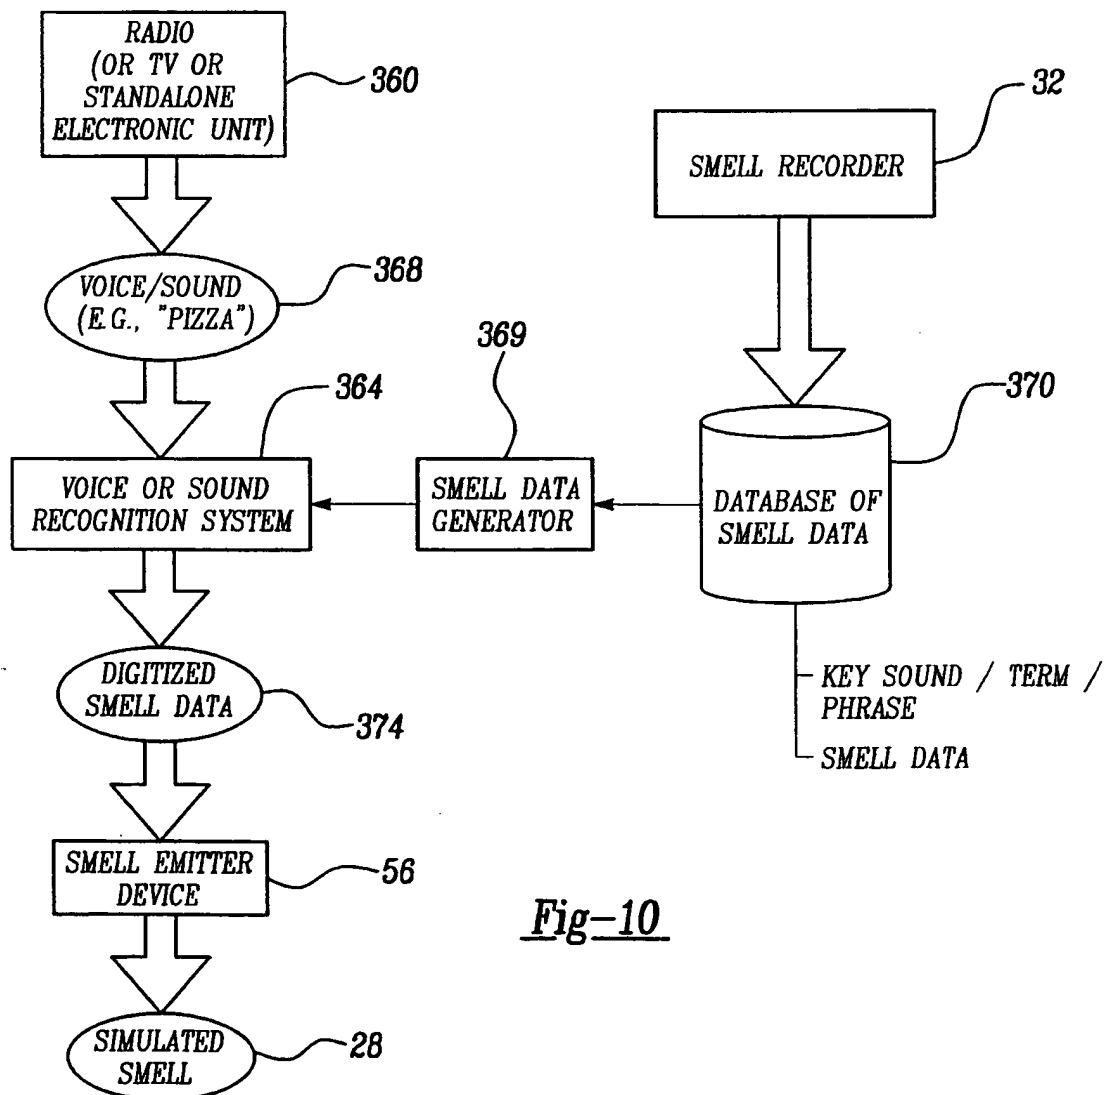 RADIO
(OR TV OR
STANDALONE
ELECTRONIC UNIT)
360
32
SMELL RECORDER
VOICE/SOUND
(E.G., "PIZZA")
368
369
364
370
VOICE OR SOUND
RECOGNITION SYSTEM
SMELL DATA
GENERATOR
DATABASE OF
SMELL DATA
DIGITIZED
SMELL DATA
374
KEY SOUND / TERM /
PHRASE
SMELL DATA
SMELL EMITTER
DEVICE
56
Fig-10
SIMULATED
SMELL
28